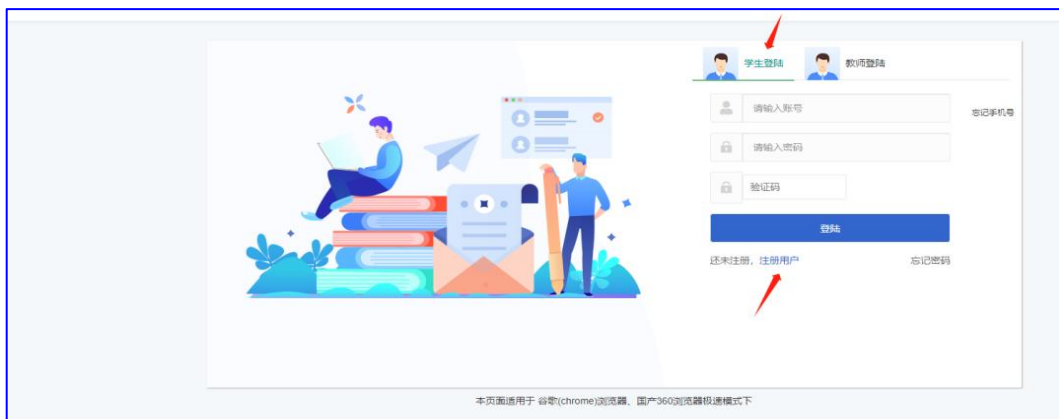 学生登陆 教师登陆
请输入账号
忘记手机号
请输入密码
验证码
登陆
还未注册，注册用户 忘记密码
本页面适用于 谷歌(chrome)浏览器，国产360浏览器极速模式下